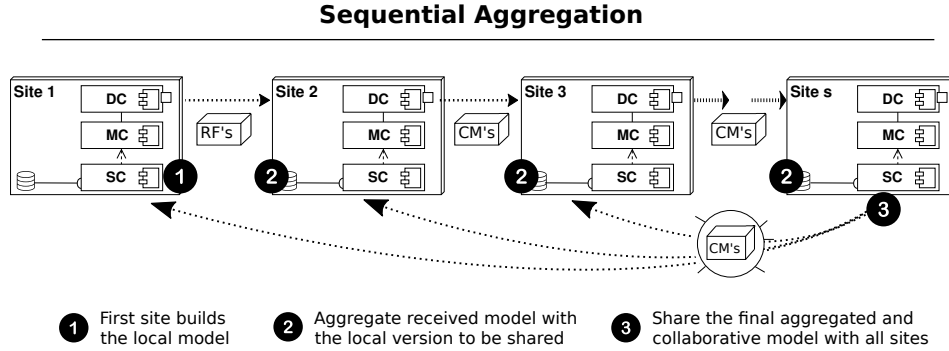 Sequential Aggregation
Site 1
DC
MC
SC
1
RF's
Site 2
DC
MC
SC
2
CM's
Site 3
DC
MC
SC
2
CM's
Site s
DC
MC
SC
2
3
CM's
1 First site builds
the local model
2 Aggregate received model with
the local version to be shared
3 Share the final aggregated and
collaborative model with all sites